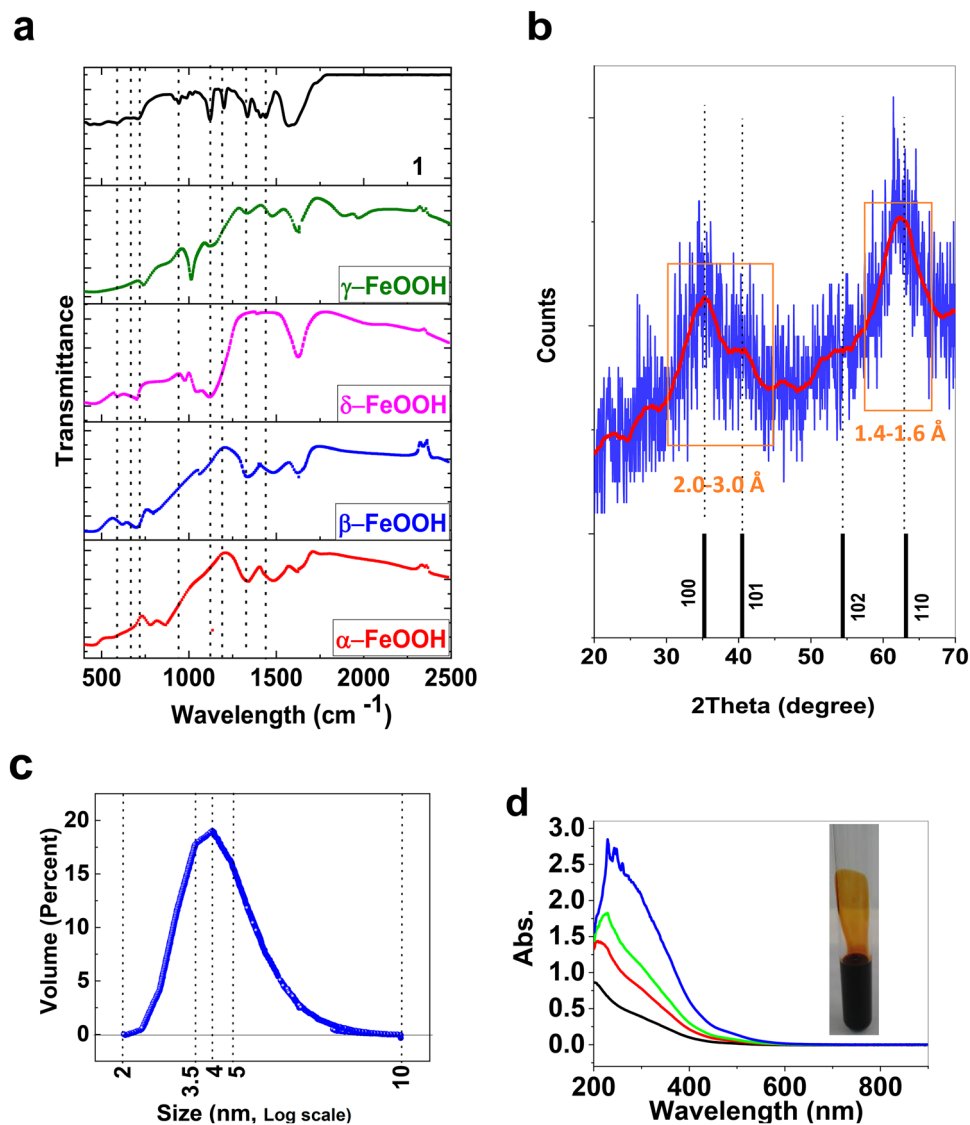 a
Transmittance
1
γ–FeOOH
δ–FeOOH
β–FeOOH
α–FeOOH
500 1000 1500 2000 2500
Wavelength (cm -1)
b
Counts
2.0-3.0 Å
1.4-1.6 Å
100
101
102
110
20 30 40 50 60 70
2Theta (degree)
c
Volume (Percent)
20
15
10
5
0
2 3.5 4 5 10
Size (nm, Log scale)
d
Abs.
3.0
2.5
2.0
1.5
1.0
0.5
0.0
200 400 600 800
Wavelength (nm)